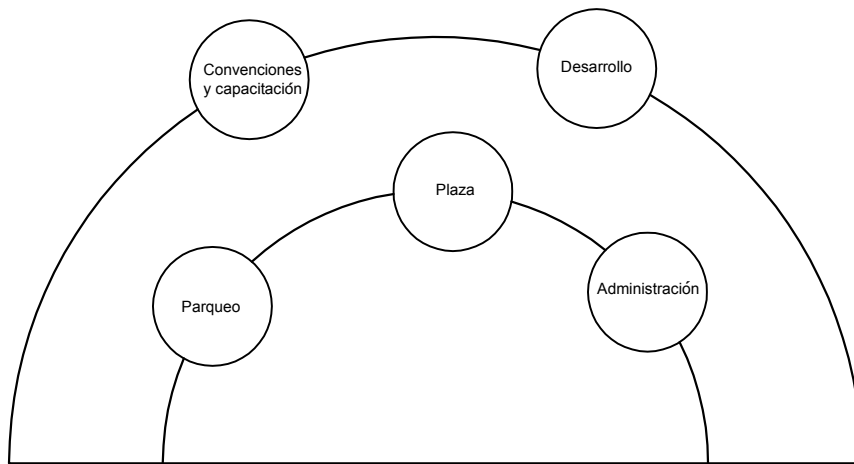 Convenciones
y capacitación
Desarrollo
Plaza
Parqueo
Administración